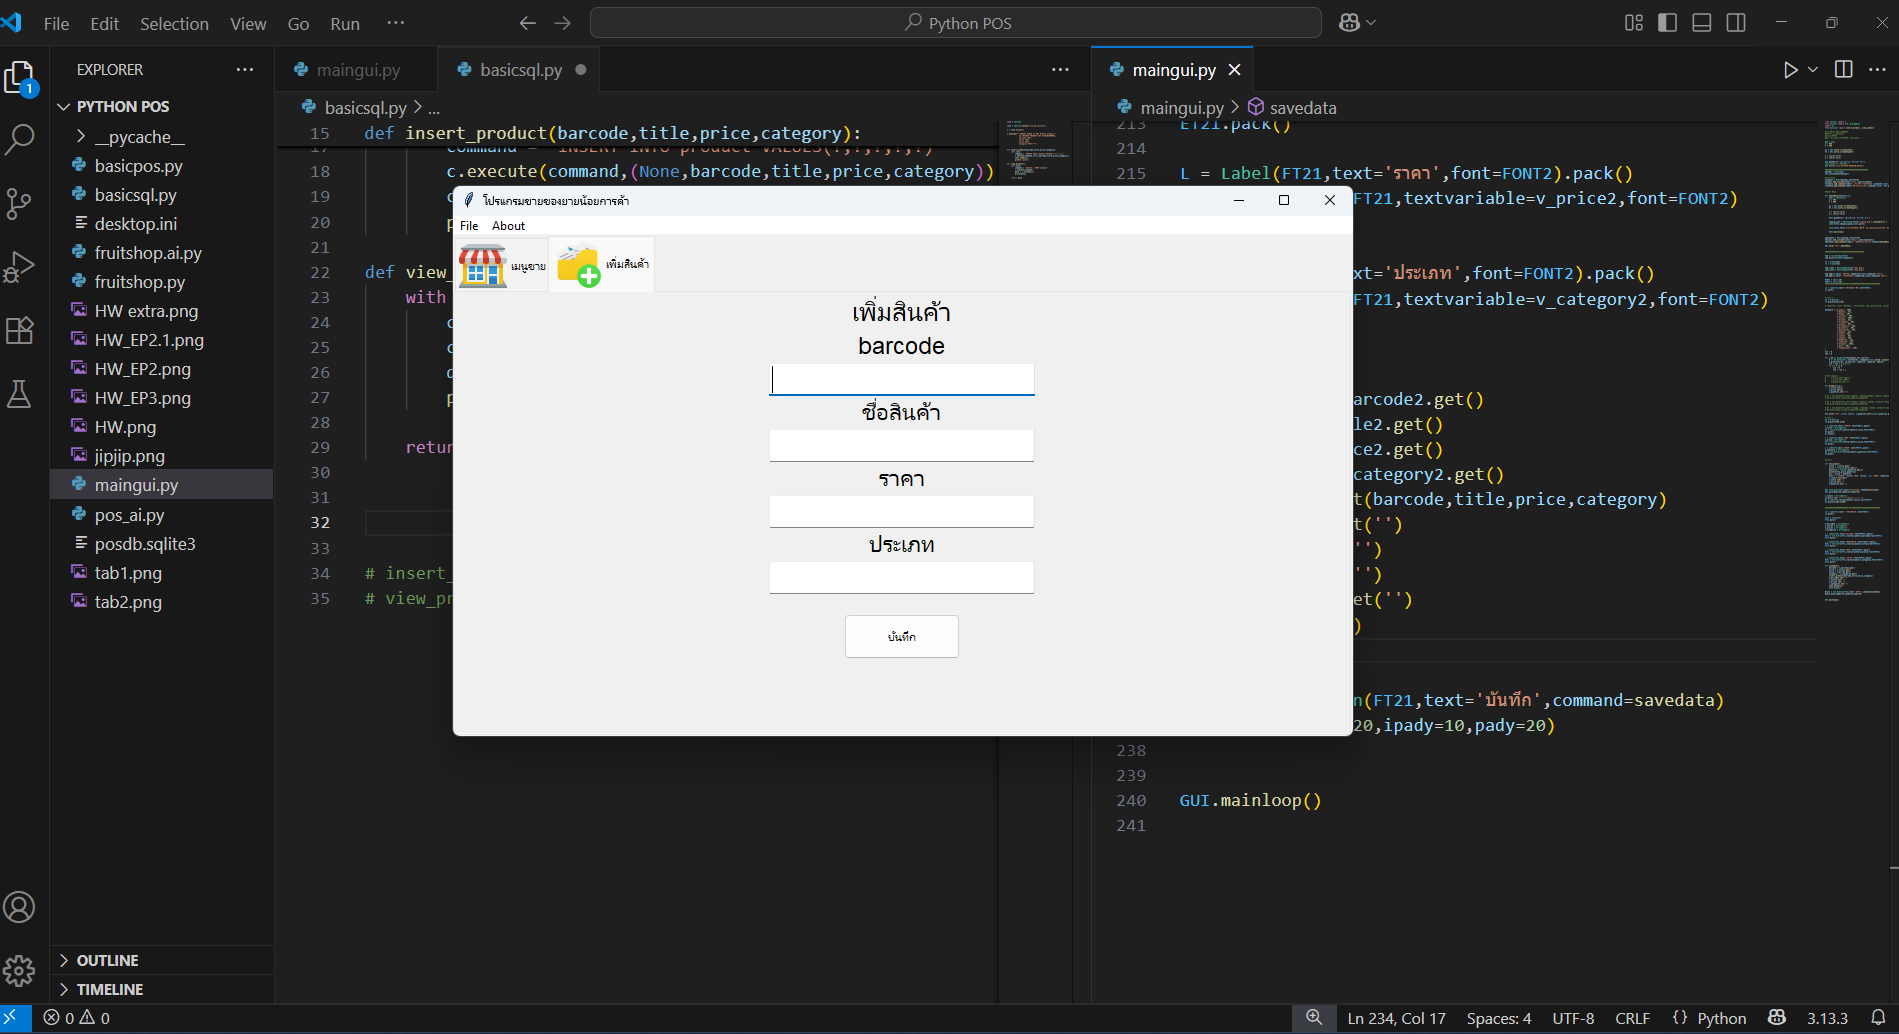 File Edit Selection View Go Run ···
Python POS
EXPLORER
PYTHON POS
__pycache__
basicpos.py
basicsql.py
desktop.ini
fruitshop.ai.py
fruitshop.py
HW extra.png
HW_EP2.1.png
HW_EP2.png
HW_EP3.png
HW.png
jipjip.png
maingui.py
pos_ai.py
posdb.sqlite3
tab1.png
tab2.png
OUTLINE
TIMELINE
1
maingui.py
basicsql.py
basicsql.py > ...
15 def insert_product(barcode,title,price,category):
18 c.execute(command,(None,barcode,title,price,category))
19 c
20 p
21
22 def view_
23 with
24 c
25 c
26 d
27 p
28
29 retur
30
31
32
33
34 # insert_
35 # view_pr
โปรแกรมขายของยายน้อยการค้า
File About
เมนูขาย
เพิ่มสินค้า
เพิ่มสินค้า
barcode
ชื่อสินค้า
ราคา
ประเภท
บันทึก
maingui.py
maingui.py > savedata
213 ET21.pack()
214
215 L = Label(FT21,text='ราคา',font=FONT2).pack()
FT21,textvariable=v_price2,font=FONT2)
xt='ประเภท',font=FONT2).pack()
FT21,textvariable=v_category2,font=FONT2)
arcode2.get()
le2.get()
ce2.get()
category2.get()
t(barcode,title,price,category)
t('')
'')
'')
et('')
)
n(FT21,text='บันทึก',command=savedata)
20,ipady=10,pady=20)
238
239
240 GUI.mainloop()
241
0 0
Ln 234, Col 17 Spaces: 4 UTF-8 CRLF {} Python 3.13.3